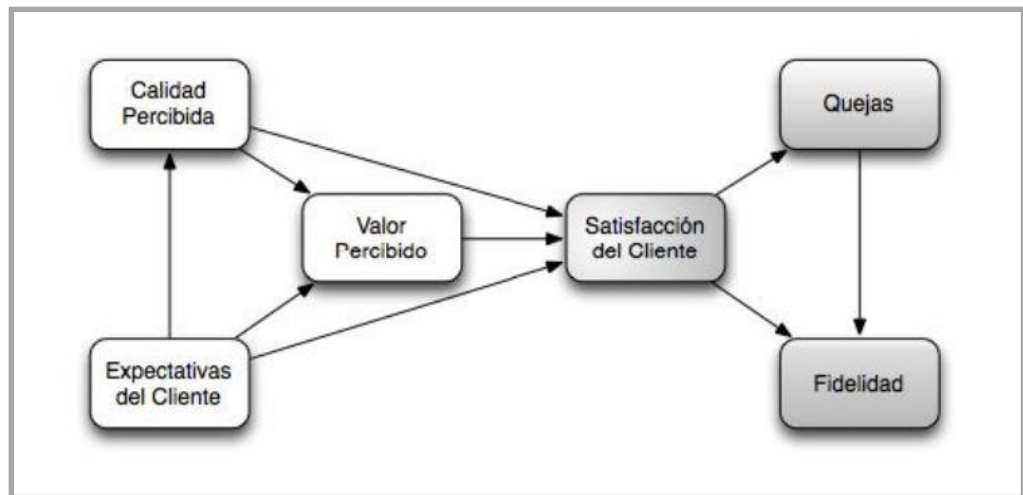 Calidad
Percibida
Quejas
Valor
Percibido
Satisfacción
del Cliente
Expectativas
del Cliente
Fidelidad